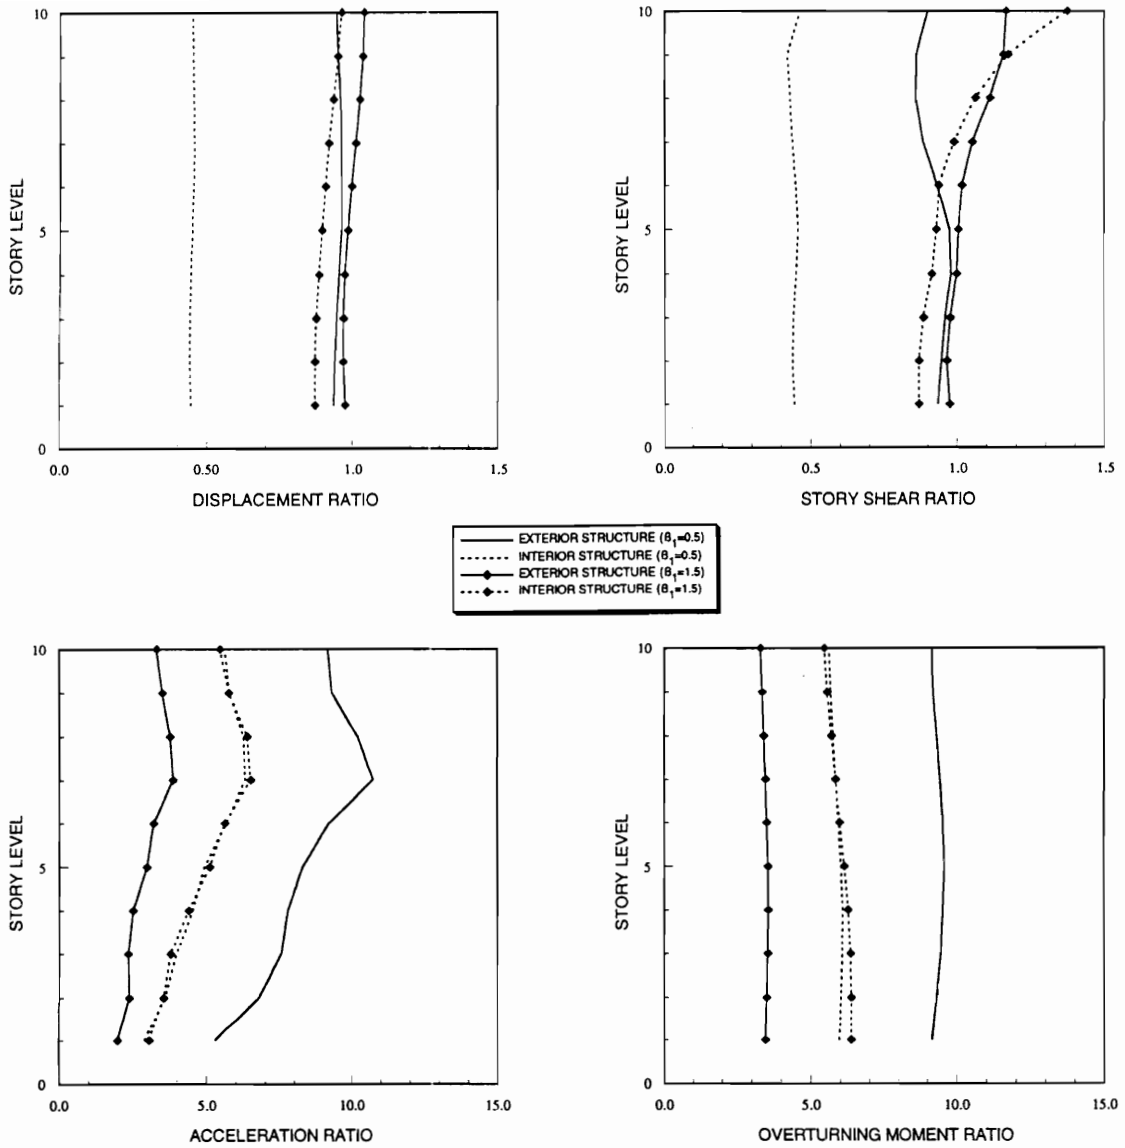 10
5
0
STORY LEVEL
0.0 0.50 1.0 1.5
DISPLACEMENT RATIO
10
5
0
STORY LEVEL
0.0 0.5 1.0 1.5
STORY SHEAR RATIO
EXTERIOR STRUCTURE (β₁=0.5)
INTERIOR STRUCTURE (β₁=0.5)
EXTERIOR STRUCTURE (β₁=1.5)
INTERIOR STRUCTURE (β₁=1.5)
10
5
0
STORY LEVEL
0.0 5.0 10.0 15.0
ACCELERATION RATIO
10
5
0
STORY LEVEL
0.0 5.0 10.0 15.0
OVERTURNING MOMENT RATIO